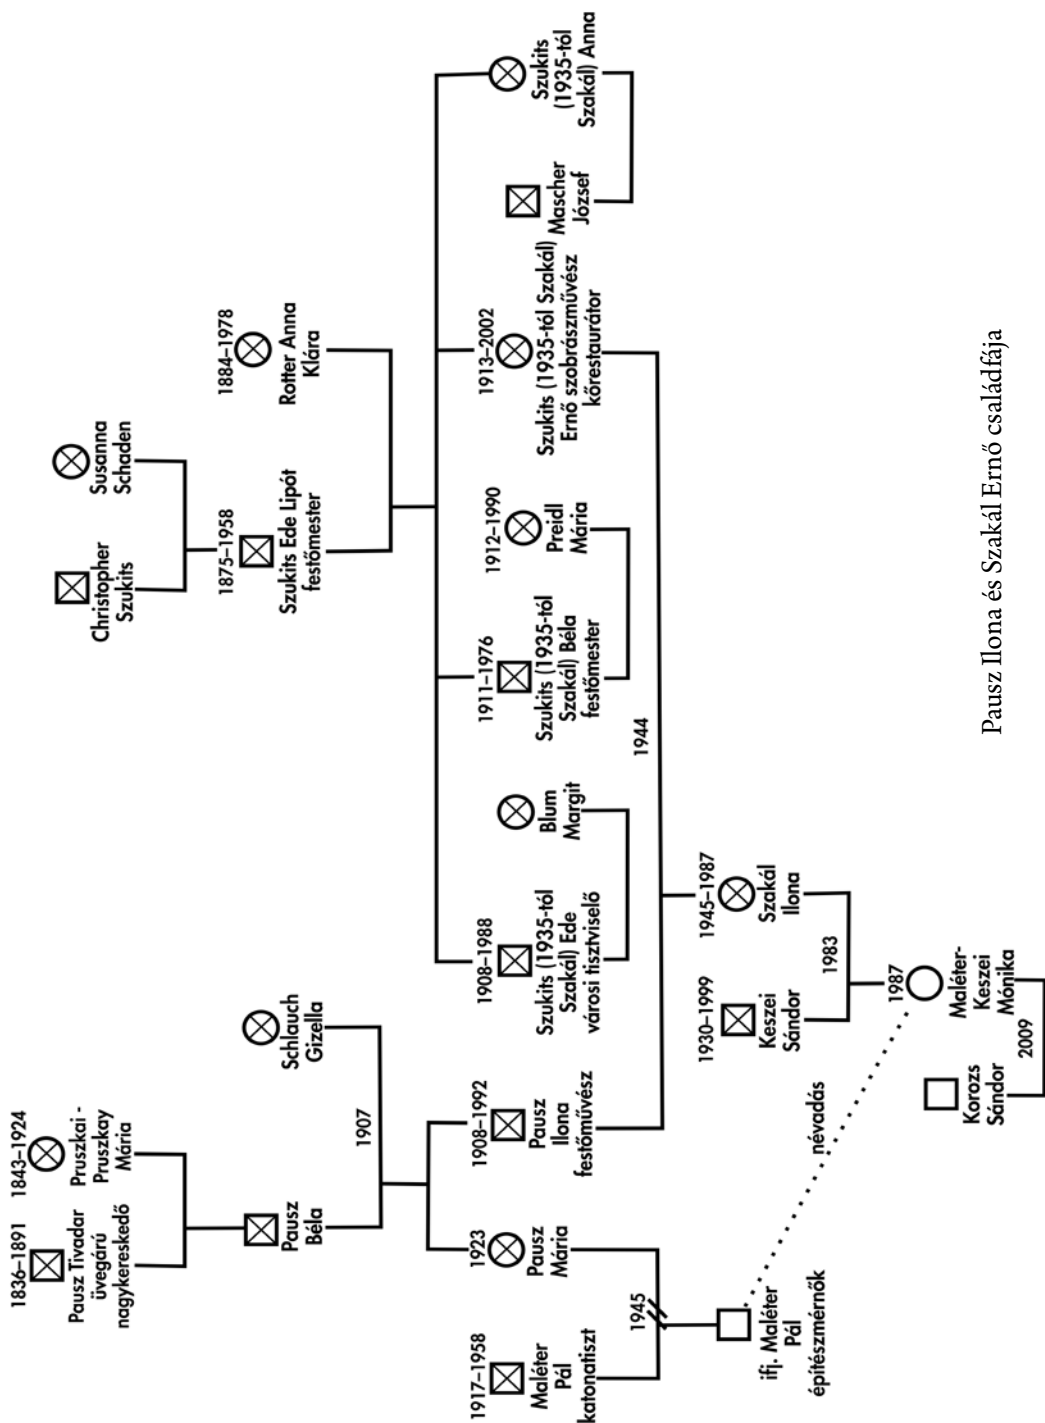 1836–1891
Pausz Tivadar
üvegárú
nagykereskedő
1843–1924
Pruszkai -
Pruszkay
Mária
Christopher
Szukits
Susanna
Schaden
Pausz
Béla
Schlauch
Gizella
1875–1958
Szukits Ede Lipót
festőmester
1884–1978
Rotter Anna
Klára
1907
1917–1958
Maléter
Pál
katonatiszt
1923
Pausz
Mária
1908–1992
Pausz
Ilona
festőművész
1908–1988
Szukits (1935-tól
Szakál) Ede
városi tisztviselő
Blum
Margit
1911–1976
Szukits (1935-tól
Szakál) Béla
festőmester
1912–1990
Preidl
Mária
1913–2002
Szukits (1935-tól Szakál)
Ernő szobrászművész
kőrestaurátor
Mascher
József
Szukits
(1935-tól
Szakál) Anna
1945
1944
ifj. Maléter
Pál
építészmérnők
1930–1999
Keszei
Sándor
1945–1987
Szakál
Ilona
névadás
1983
1987
Maléter-
Keszei
Mónika
Korozs
Sándor
2009
Pausz Ilona és Szakál Ernő családfája